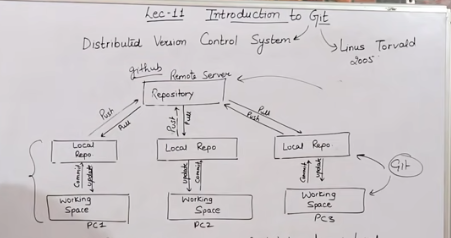 Lec-11 Introduction to Git
Distributed Version Control System
Linus Torvald
2005
github
Remote Server
Repository
Push
Pull
Push
Pull
Pull
Push
Local
Repo.
Local Repo
Local Repo.
Commit
Update
Update
Commit
Commit
Update
Git
Working
Space
Working
Space
Working
Space
PC1
PC2
PC3